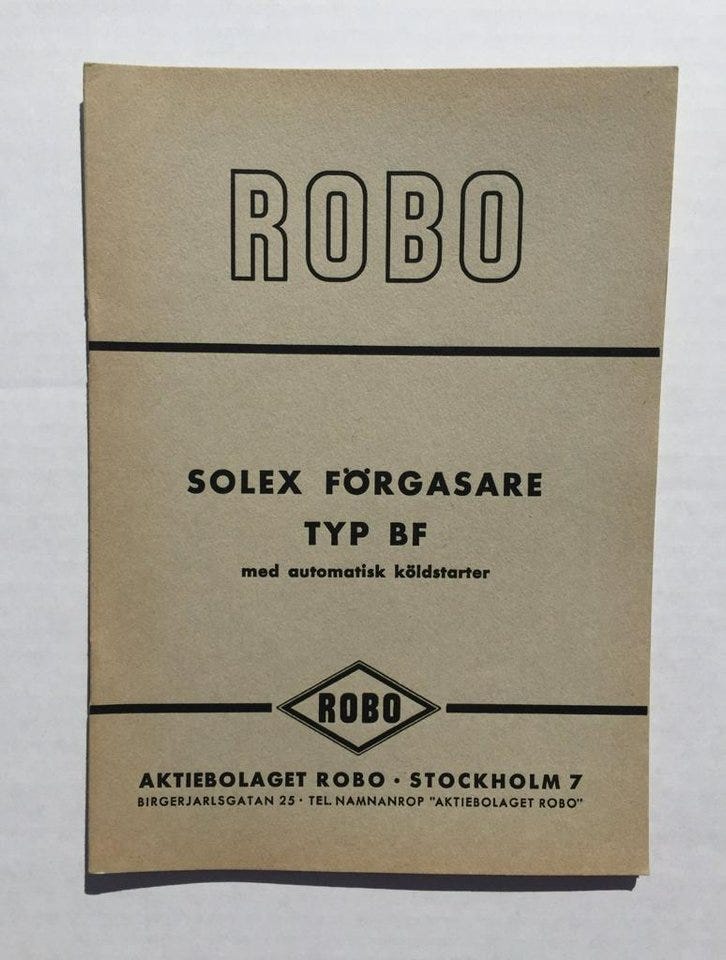 ROBO
SOLEX FÖRGASARE
TYP BF
med automatisk köldstarter
ROBO
AKTIEBOLAGET ROBO · STOCKHOLM 7
BIRGERJARLSGATAN 25 · TEL. NAMNANROP "AKTIEBOLAGET ROBO"